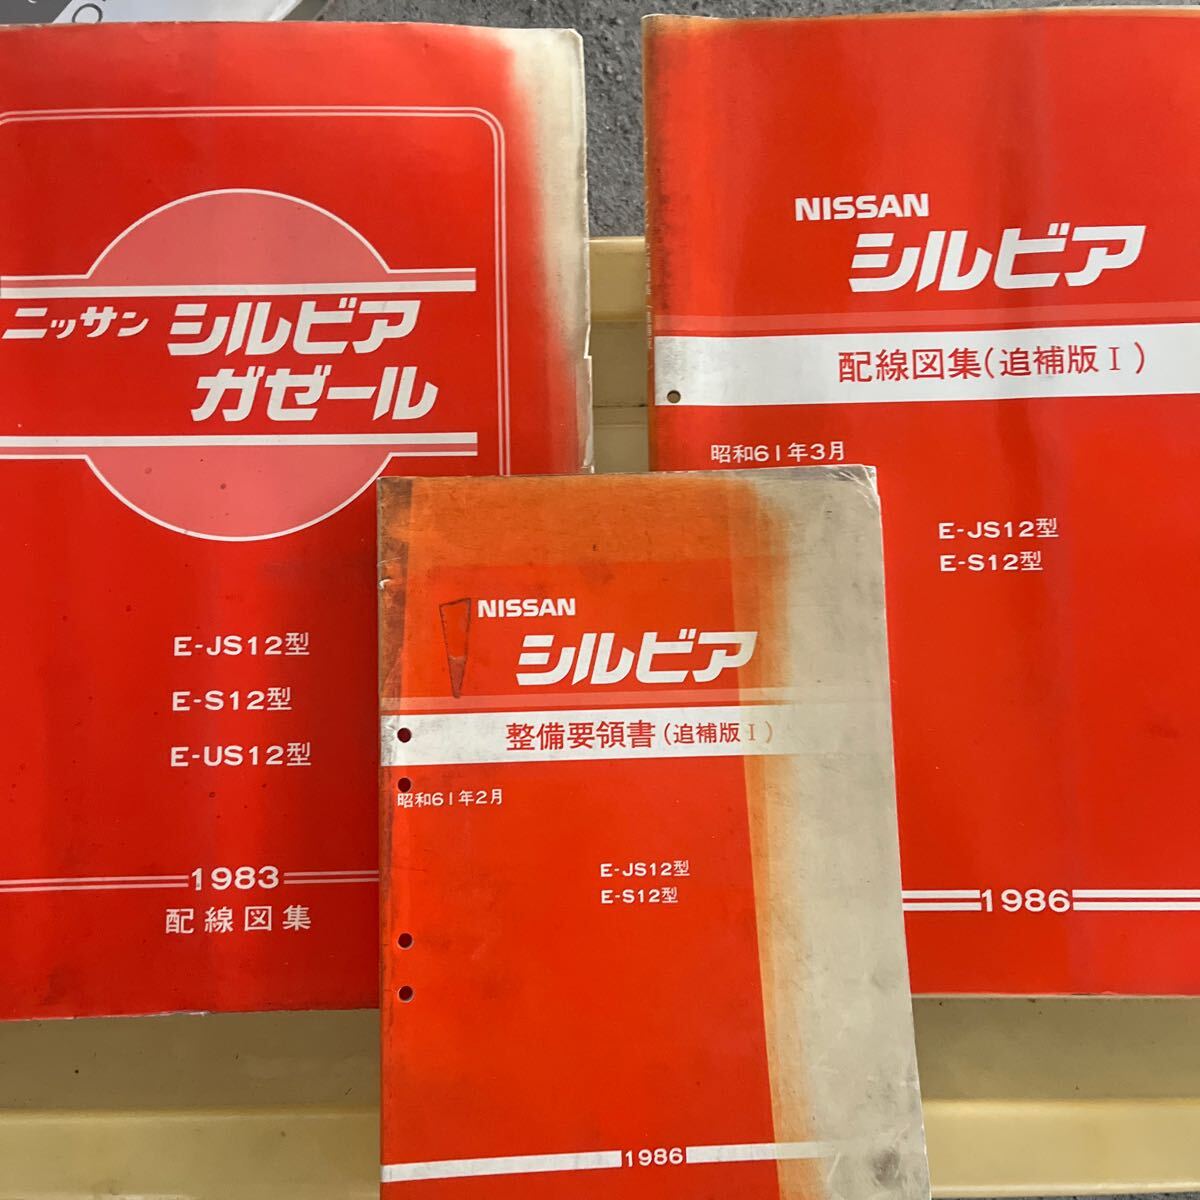 ニッサン シルビア
ガゼール
E-JS12型
E-S12型
E-US12型
1983
配線図集
NISSAN
シルビア
配線図集(追補版I)
昭和61年3月
E-JS12型
E-S12型
1986
NISSAN
シルビア
整備要領書(追補版I)
昭和61年2月
E-JS12型
E-S12型
1986